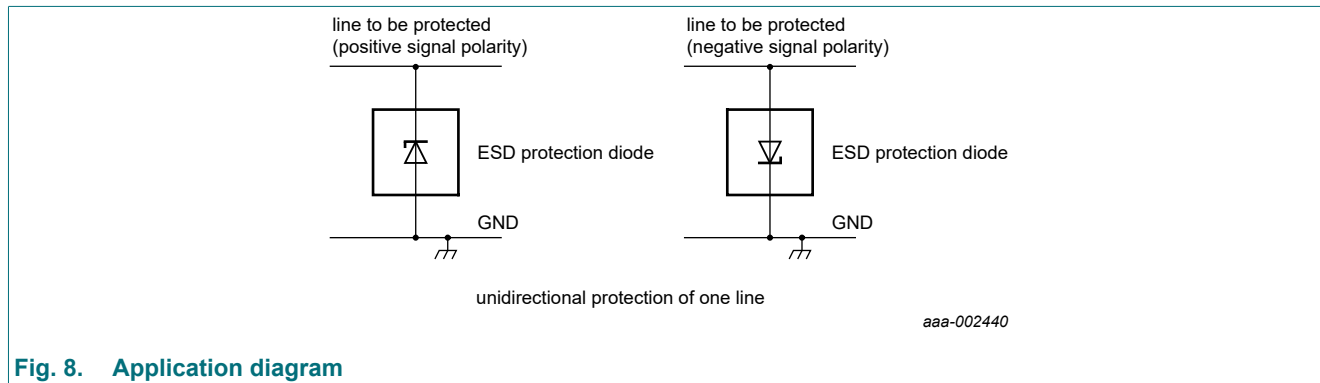 line to be protected
(positive signal polarity)
line to be protected
(negative signal polarity)
ESD protection diode
ESD protection diode
GND
GND
unidirectional protection of one line
aaa-002440
Fig. 8. Application diagram